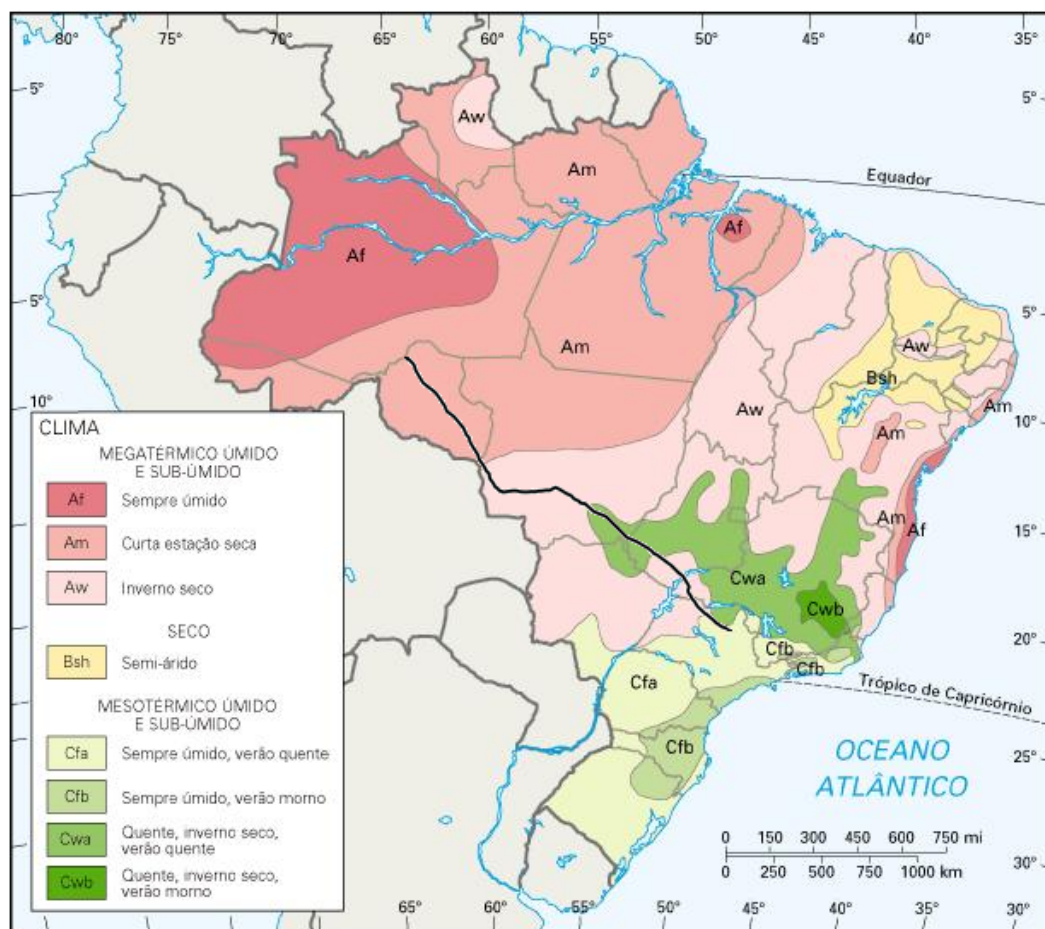 80° 75° 70° 65° 60° 55° 50° 45° 40° 35°
5°
5°
Aw
Am
Equador
Af
Af
5°
5°
Am
Aw
Bsh
10°
Am
Aw
Am
10°
Am
Af
15°
Cwa
Cwb
20°
Cfb
Cfb
Trópico de Capricórnio
Cfa
Cfb
OCEANO
ATLÂNTICO
25°
0 150 300 450 600 750 mi
0 250 500 750 1000 km
30°
65° 60° 55° 50° 45° 40° 35° 30°
CLIMA
MEGATÉRMICO ÚMIDO
E SUB-ÚMIDO
Af Sempre úmido
Am Curta estação seca
Aw Inverno seco
SECO
Bsh Semi-árido
MESOTÉRMICO ÚMIDO
E SUB-ÚMIDO
Cfa Sempre úmido, verão quente
Cfb Sempre úmido, verão morno
Cwa Quente, inverno seco,
verão quente
Cwb Quente, inverno seco,
verão morno